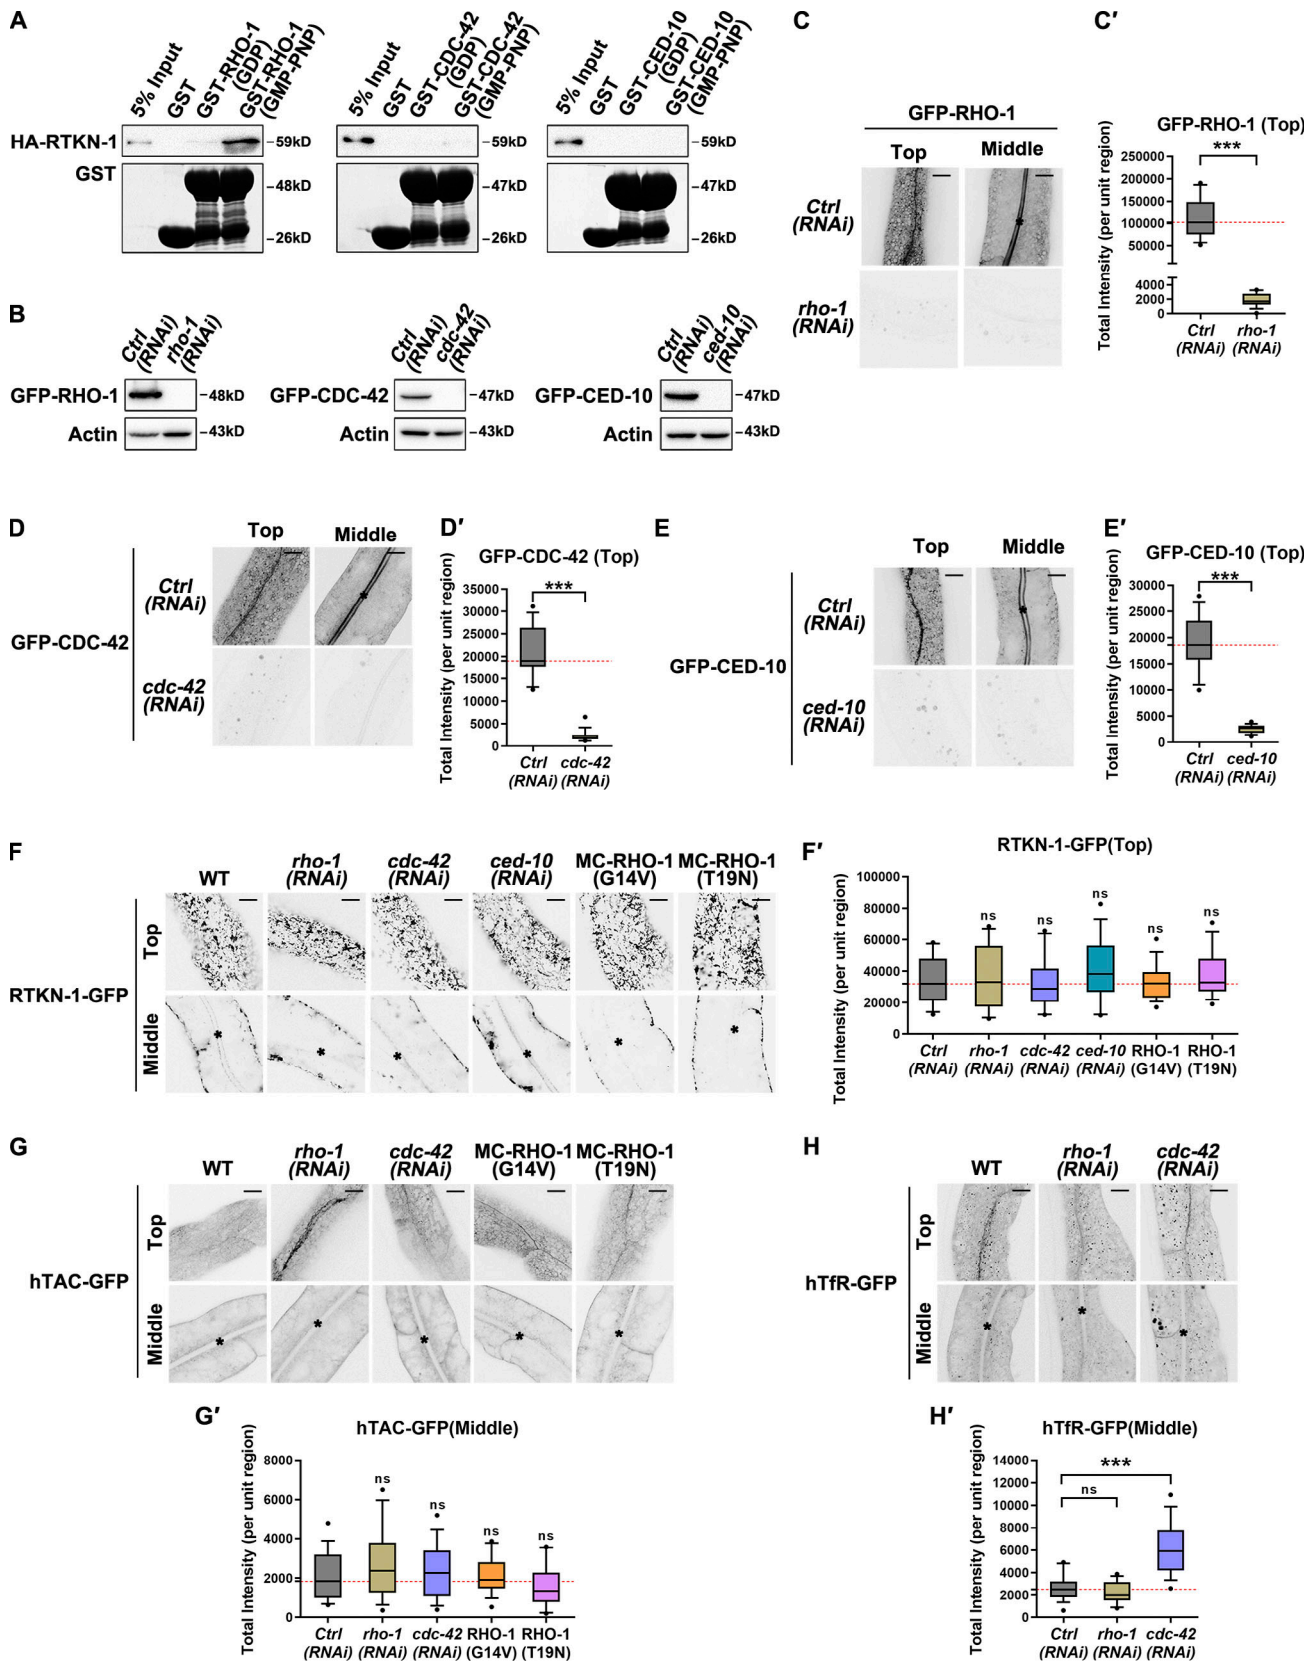 A
5% Input
GST
GST-RHO-1
(GDP)
GST-RHO-1
(GMP-PNP)
5% Input
GST
GST-CDC-42
(GDP)
GST-CDC-42
(GMP-PNP)
5% Input
GST
GST-CED-10
(GDP)
GST-CED-10
(GMP-PNP)
HA-RTKN-1
-59kD
-59kD
-59kD
GST
-48kD
-47kD
-47kD
-26kD
-26kD
-26kD
B
Ctrl
(RNAi)
rho-1
(RNAi)
Ctrl
(RNAi)
cdc-42
(RNAi)
Ctrl
(RNAi)
ced-10
(RNAi)
GFP-RHO-1
-48kD
GFP-CDC-42
-47kD
GFP-CED-10
-47kD
Actin
-43kD
Actin
-43kD
Actin
-43kD
C
GFP-RHO-1
Top
Middle
Ctrl
(RNAi)
*
rho-1
(RNAi)
C′
GFP-RHO-1 (Top)
Total Intensity (per unit region)
250000
200000
150000
100000
50000
4000
2000
0
***
Ctrl
(RNAi)
rho-1
(RNAi)
D
Top
Middle
GFP-CDC-42
Ctrl
(RNAi)
*
cdc-42
(RNAi)
D′
GFP-CDC-42 (Top)
Total Intensity (per unit region)
35000
30000
25000
20000
15000
10000
5000
0
***
Ctrl
(RNAi)
cdc-42
(RNAi)
E
Top
Middle
GFP-CED-10
Ctrl
(RNAi)
*
ced-10
(RNAi)
E′
GFP-CED-10 (Top)
Total Intensity (per unit region)
30000
25000
20000
15000
10000
5000
0
***
Ctrl
(RNAi)
ced-10
(RNAi)
F
WT
rho-1
(RNAi)
cdc-42
(RNAi)
ced-10
(RNAi)
MC-RHO-1
(G14V)
MC-RHO-1
(T19N)
RTKN-1-GFP
Top
Middle
* * * * * *
F′
RTKN-1-GFP(Top)
Total Intensity (per unit region)
100000
80000
60000
40000
20000
0
ns ns ns ns ns
Ctrl
(RNAi)
rho-1
(RNAi)
cdc-42
(RNAi)
ced-10
(RNAi)
RHO-1
(G14V)
RHO-1
(T19N)
G
WT
rho-1
(RNAi)
cdc-42
(RNAi)
MC-RHO-1
(G14V)
MC-RHO-1
(T19N)
hTAC-GFP
Top
Middle
* * * * *
G′
hTAC-GFP(Middle)
Total Intensity (per unit region)
8000
6000
4000
2000
0
ns ns ns ns
Ctrl
(RNAi)
rho-1
(RNAi)
cdc-42
(RNAi)
RHO-1
(G14V)
RHO-1
(T19N)
H
WT
rho-1
(RNAi)
cdc-42
(RNAi)
hTfR-GFP
Top
Middle
* * *
H′
hTfR-GFP(Middle)
Total Intensity (per unit region)
14000
12000
10000
8000
6000
4000
2000
0
***
ns
Ctrl
(RNAi)
rho-1
(RNAi)
cdc-42
(RNAi)